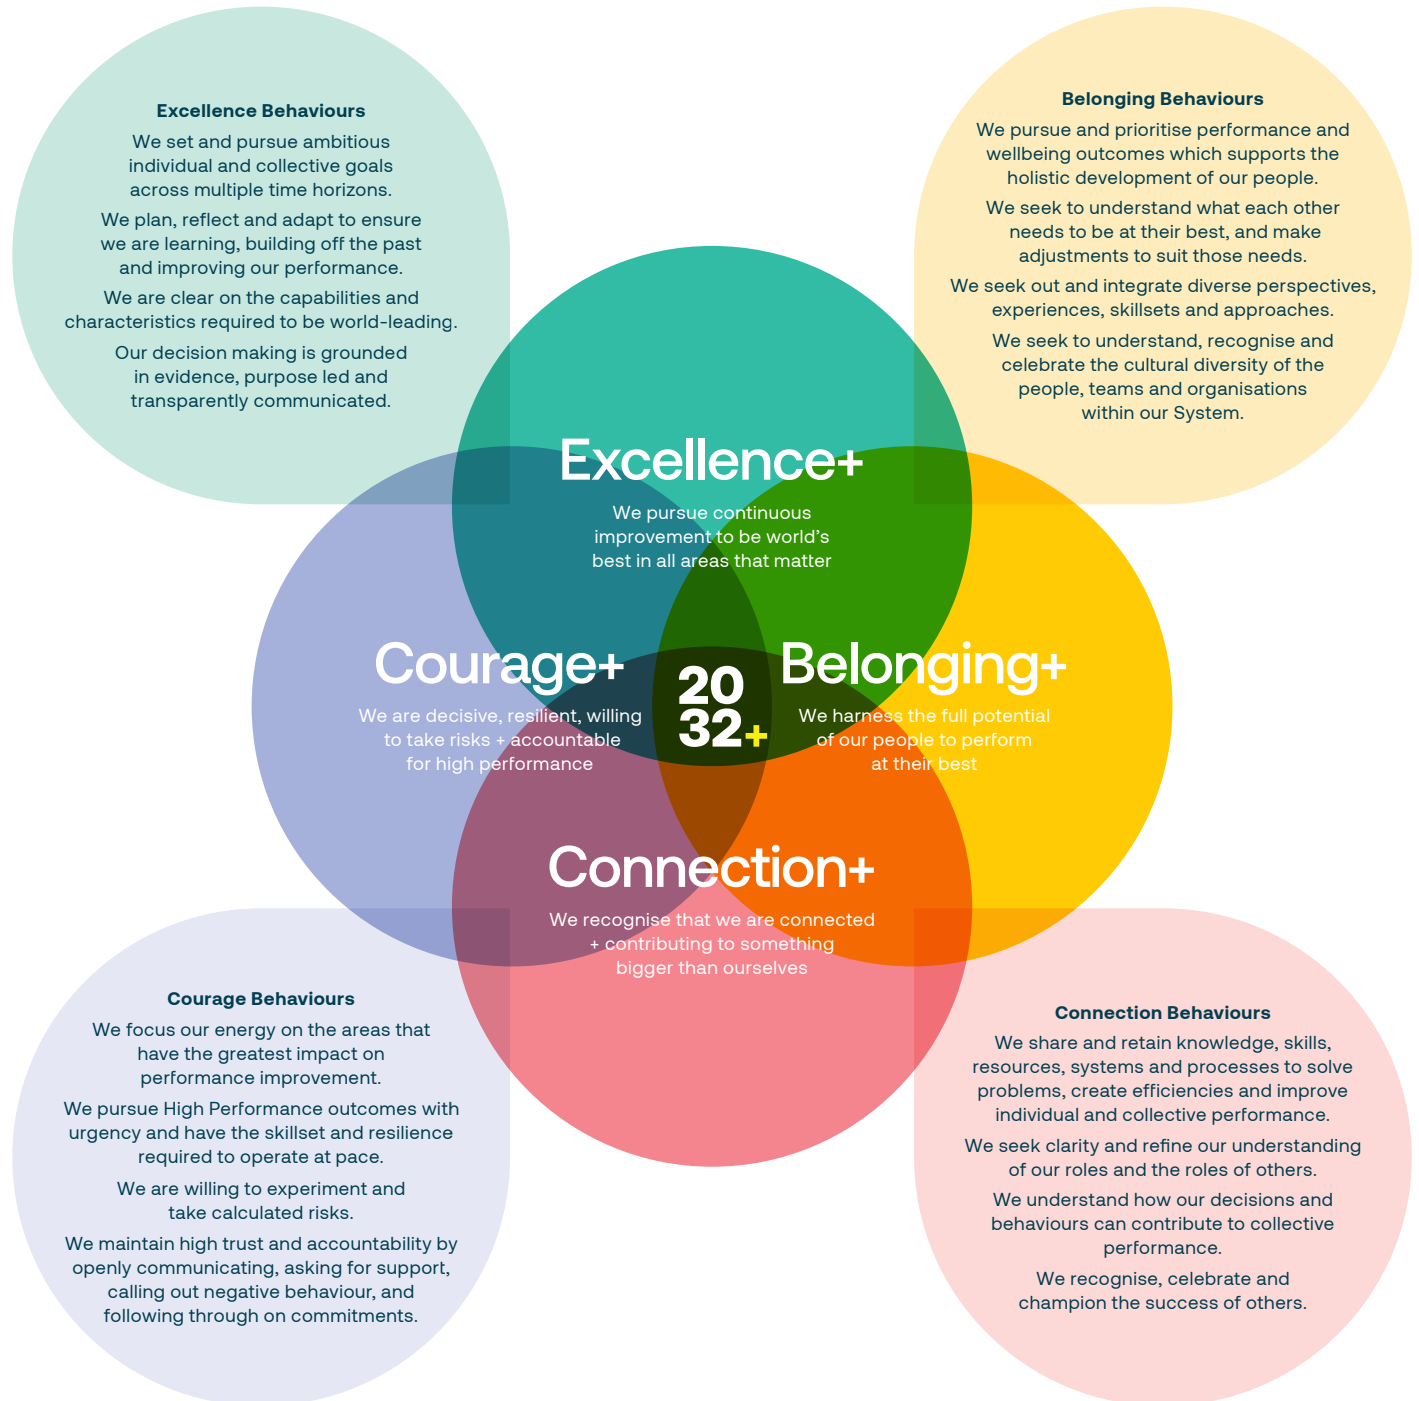 Excellence Behaviours
We set and pursue ambitious
individual and collective goals
across multiple time horizons.
We plan, reflect and adapt to ensure
we are learning, building off the past
and improving our performance.
We are clear on the capabilities and
characteristics required to be world-leading.
Our decision making is grounded
in evidence, purpose led and
transparently communicated.
Belonging Behaviours
We pursue and prioritise performance and
wellbeing outcomes which supports the
holistic development of our people.
We seek to understand what each other
needs to be at their best, and make
adjustments to suit those needs.
We seek out and integrate diverse perspectives,
experiences, skillsets and approaches.
We seek to understand, recognise and
celebrate the cultural diversity of the
people, teams and organisations
within our System.
Excellence+
We pursue continuous
improvement to be world's
best in all areas that matter
Courage+
We are decisive, resilient, willing
to take risks + accountable
for high performance
20
32+
Belonging+
We harness the full potential
of our people to perform
at their best
Connection+
We recognise that we are connected
+ contributing to something
bigger than ourselves
Courage Behaviours
We focus our energy on the areas that
have the greatest impact on
performance improvement.
We pursue High Performance outcomes with
urgency and have the skillset and resilience
required to operate at pace.
We are willing to experiment and
take calculated risks.
We maintain high trust and accountability by
openly communicating, asking for support,
calling out negative behaviour, and
following through on commitments.
Connection Behaviours
We share and retain knowledge, skills,
resources, systems and processes to solve
problems, create efficiencies and improve
individual and collective performance.
We seek clarity and refine our understanding
of our roles and the roles of others.
We understand how our decisions and
behaviours can contribute to collective
performance.
We recognise, celebrate and
champion the success of others.